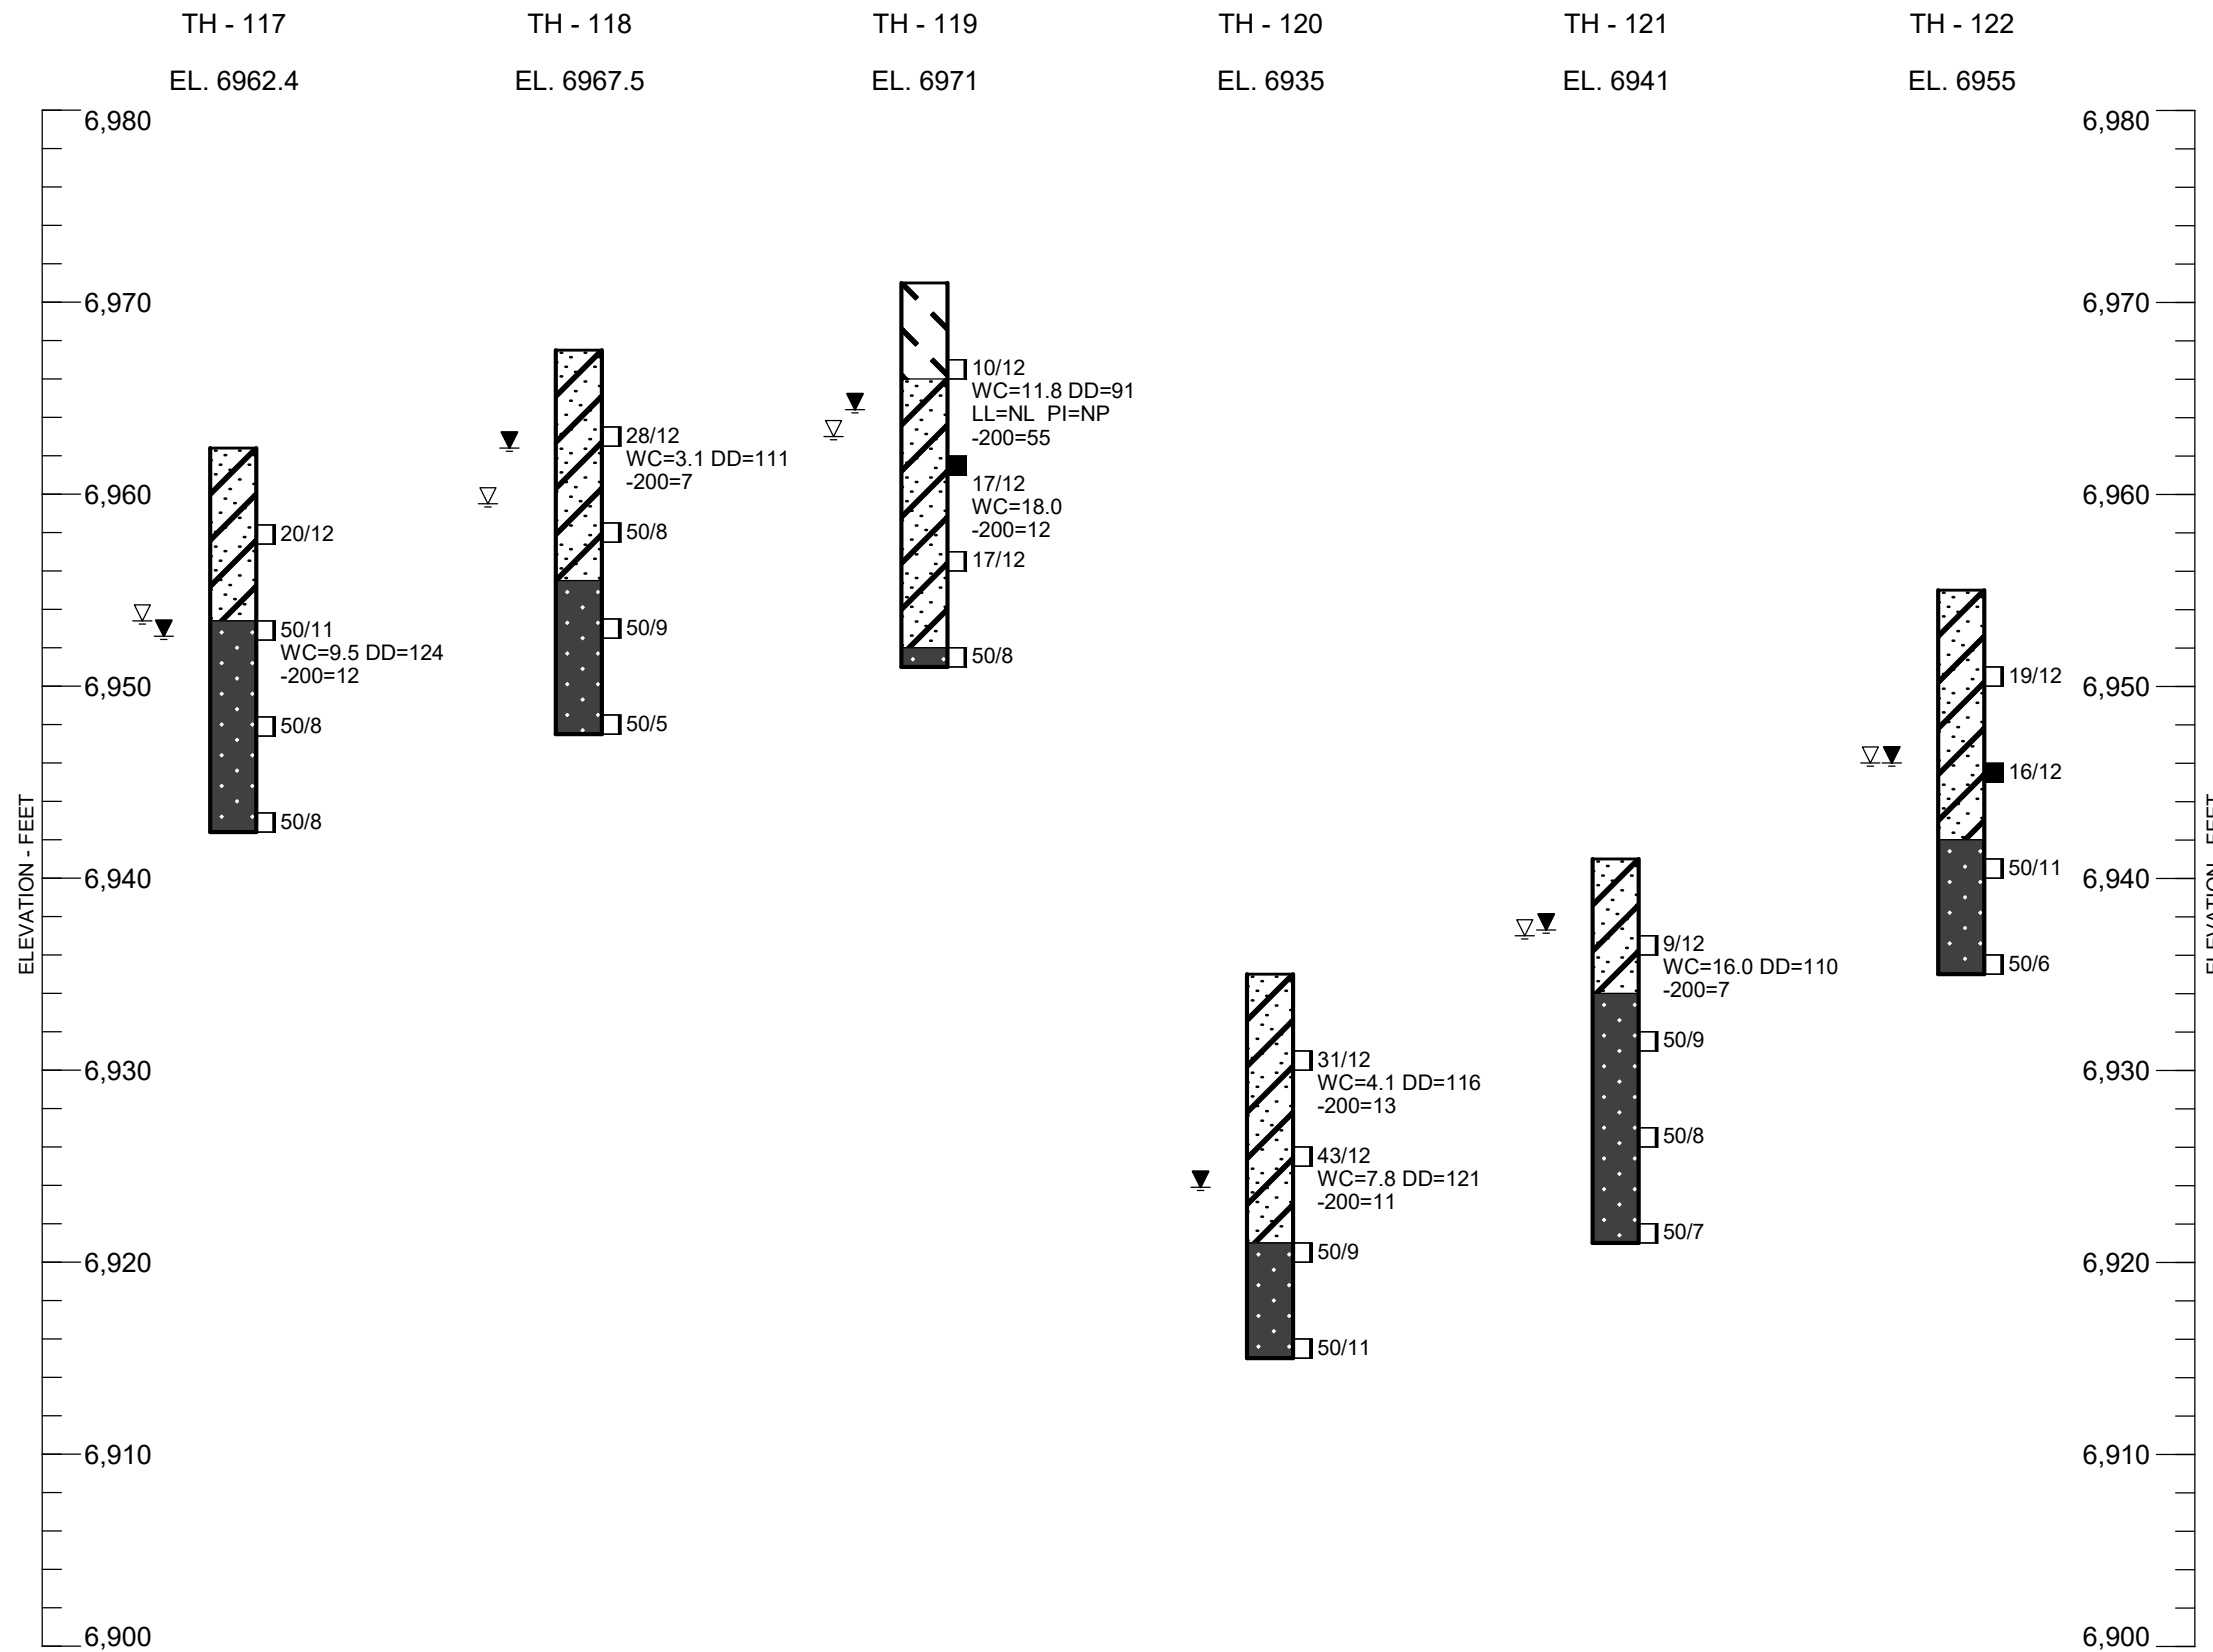 TH - 117
TH - 118
TH - 119
TH - 120
TH - 121
TH - 122
EL. 6962.4
EL. 6967.5
EL. 6971
EL. 6935
EL. 6941
EL. 6955
ELEVATION - FEET
6,980
6,970
6,960
6,950
6,940
6,930
6,920
6,910
6,900
20/12
50/11
WC=9.5 DD=124
-200=12
50/8
50/8
28/12
WC=3.1 DD=111
-200=7
50/8
50/9
50/5
10/12
WC=11.8 DD=91
LL=NL PI=NP
-200=55
17/12
WC=18.0
-200=12
17/12
50/8
31/12
WC=4.1 DD=116
-200=13
43/12
WC=7.8 DD=121
-200=11
50/9
50/11
9/12
WC=16.0 DD=110
-200=7
50/9
50/8
50/7
19/12
16/12
50/11
50/6
6,980
6,970
6,960
6,950
6,940
6,930
6,920
6,910
6,900
ELEVATION - FEET